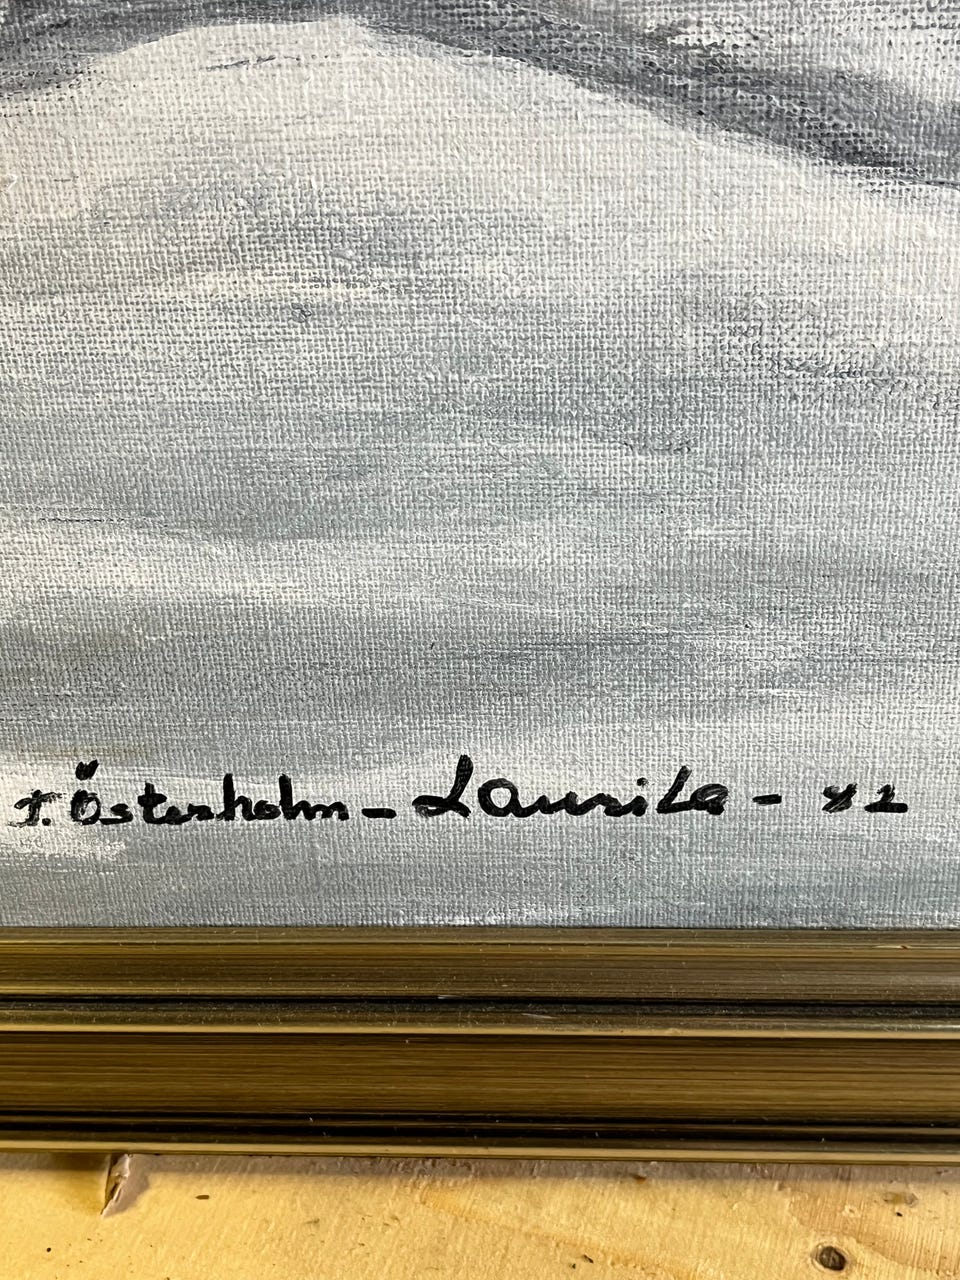 T. Österholm - Laurila - 82